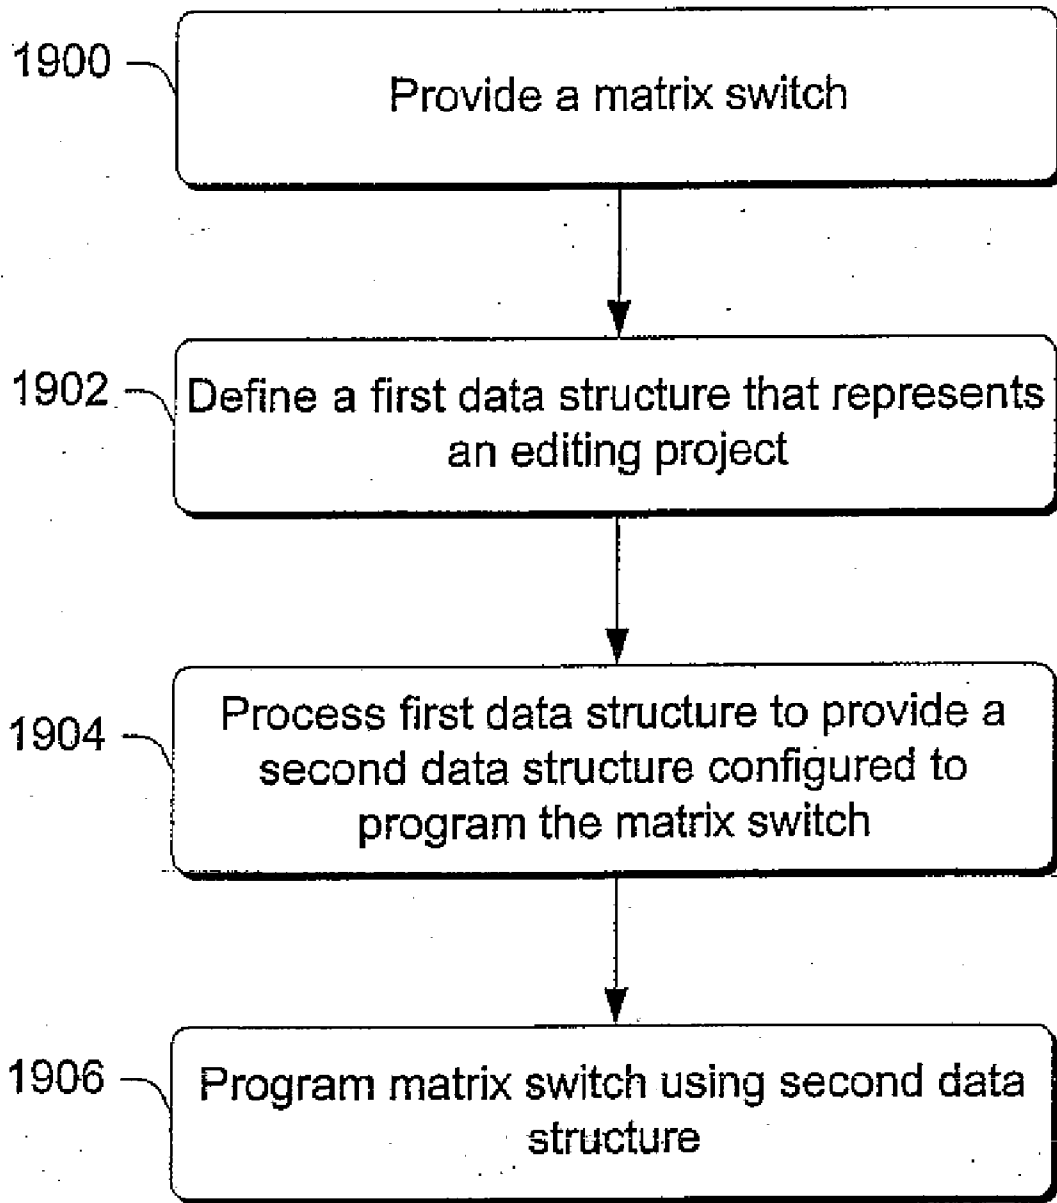 1900
Provide a matrix switch
1902
Define a first data structure that represents
an editing project
1904
Process first data structure to provide a
second data structure configured to
program the matrix switch
1906
Program matrix switch using second data
structure